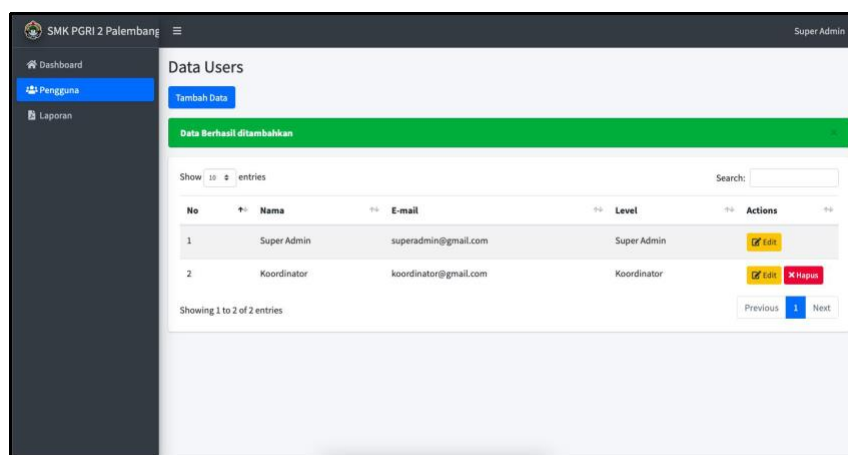 SMK PGRI 2 Palembang
Super Admin
Dashboard
Pengguna
Laporan
Data Users
Tambah Data
Data Berhasil ditambahkan
Show 10 entries
Search:
No Nama E-mail Level Actions
1 Super Admin superadmin@gmail.com Super Admin Edit
2 Koordinator koordinator@gmail.com Koordinator Edit Hapus
Showing 1 to 2 of 2 entries
Previous 1 Next